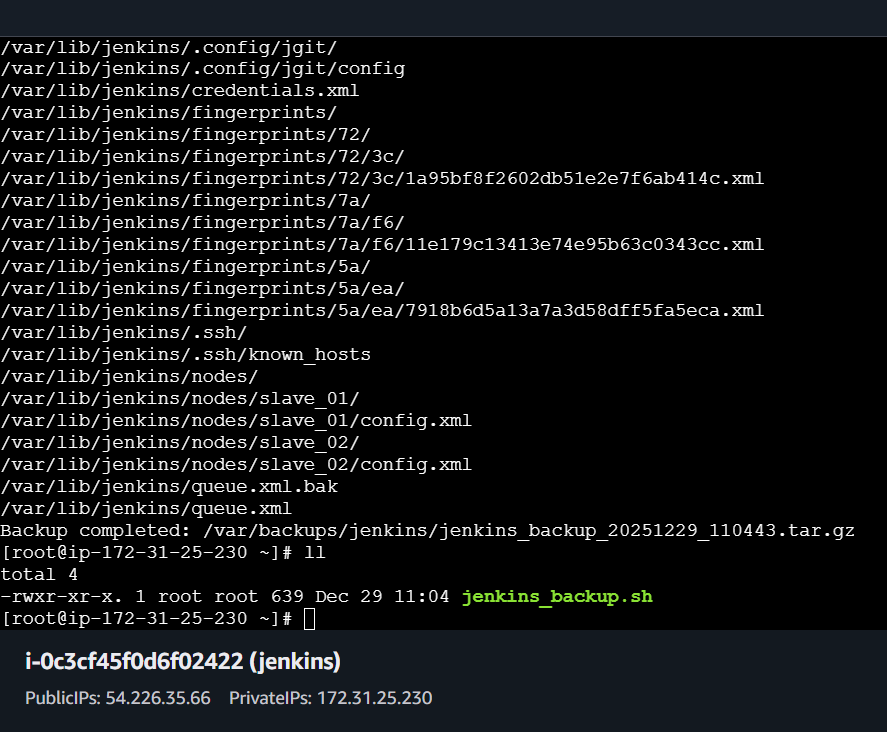 /var/lib/jenkins/.config/jgit/
/var/lib/jenkins/.config/jgit/config
/var/lib/jenkins/credentials.xml
/var/lib/jenkins/fingerprints/
/var/lib/jenkins/fingerprints/72/
/var/lib/jenkins/fingerprints/72/3c/
/var/lib/jenkins/fingerprints/72/3c/1a95bf8f2602db51e2e7f6ab414c.xml
/var/lib/jenkins/fingerprints/7a/
/var/lib/jenkins/fingerprints/7a/f6/
/var/lib/jenkins/fingerprints/7a/f6/11e179c13413e74e95b63c0343cc.xml
/var/lib/jenkins/fingerprints/5a/
/var/lib/jenkins/fingerprints/5a/ea/
/var/lib/jenkins/fingerprints/5a/ea/7918b6d5a13a7a3d58dff5fa5eca.xml
/var/lib/jenkins/.ssh/
/var/lib/jenkins/.ssh/known_hosts
/var/lib/jenkins/nodes/
/var/lib/jenkins/nodes/slave_01/
/var/lib/jenkins/nodes/slave_01/config.xml
/var/lib/jenkins/nodes/slave_02/
/var/lib/jenkins/nodes/slave_02/config.xml
/var/lib/jenkins/queue.xml.bak
/var/lib/jenkins/queue.xml
Backup completed: /var/backups/jenkins/jenkins_backup_20251229_110443.tar.gz
[root@ip-172-31-25-230 ~]# ll
total 4
-rwxr-xr-x. 1 root root 639 Dec 29 11:04 jenkins_backup.sh
[root@ip-172-31-25-230 ~]#
i-0c3cf45f0d6f02422 (jenkins)
PublicIPs: 54.226.35.66 PrivateIPs: 172.31.25.230